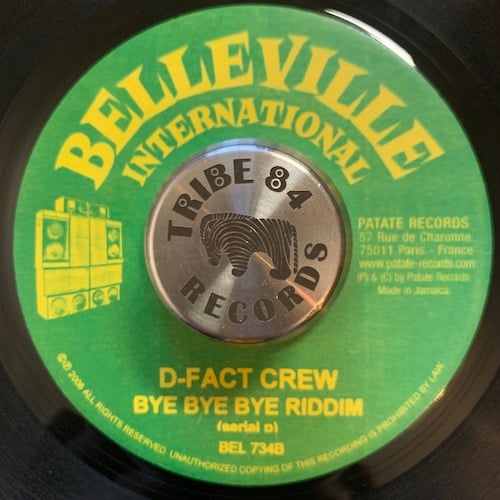 BELLEVILLE
INTERNATIONAL
TRIBE 84
RECORDS
PATATE RECORDS
57 Rue de Charonne
75011 Paris - France
www.patate-records.com
(P) & (C) by Patate Records
Made in Jamaica.
D-FACT CREW
BYE BYE BYE RIDDIM
(serial p)
BEL 734B
©℗ 2006 ALL RIGHTS RESERVED. UNAUTHORIZED COPYING OF THIS RECORDING IS PROHIBITED BY LAW.